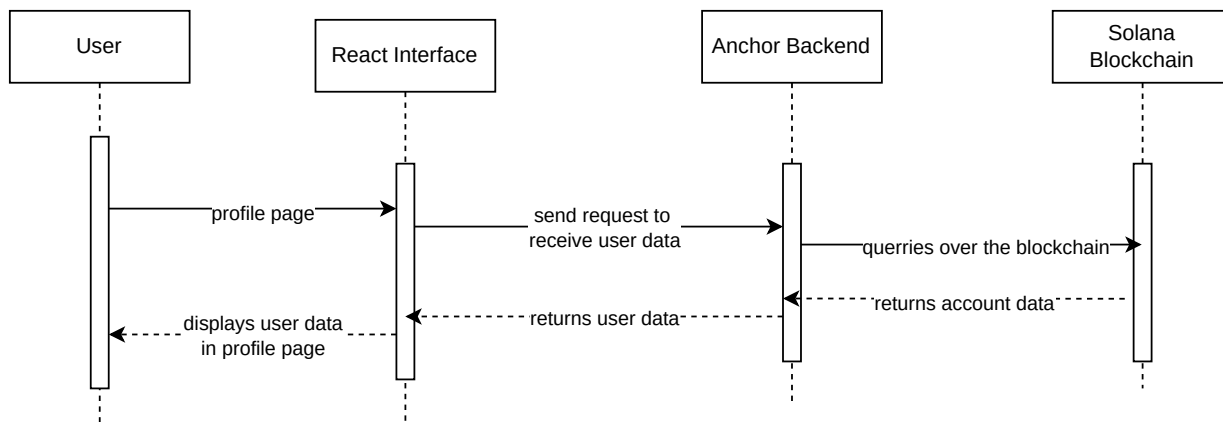 User
React Interface
Anchor Backend
Solana
Blockchain
profile page
send request to
receive user data
querries over the blockchain
returns account data
returns user data
displays user data
in profile page